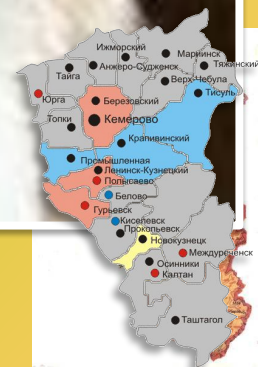 Ижморский
Мариинск
Тяжинский
Анжеро-Судженск
Тайга
Верх-Чебула
Тисуль
Юрга
Березовский
Топки
Кемерово
Крапивинский
Промышленная
Ленинск-Кузнецкий
Полысаево
Белово
Гурьевск
Киселевск
Прокопьевск
Новокузнецк
Междуреченск
Осинники
Калтан
Таштагол